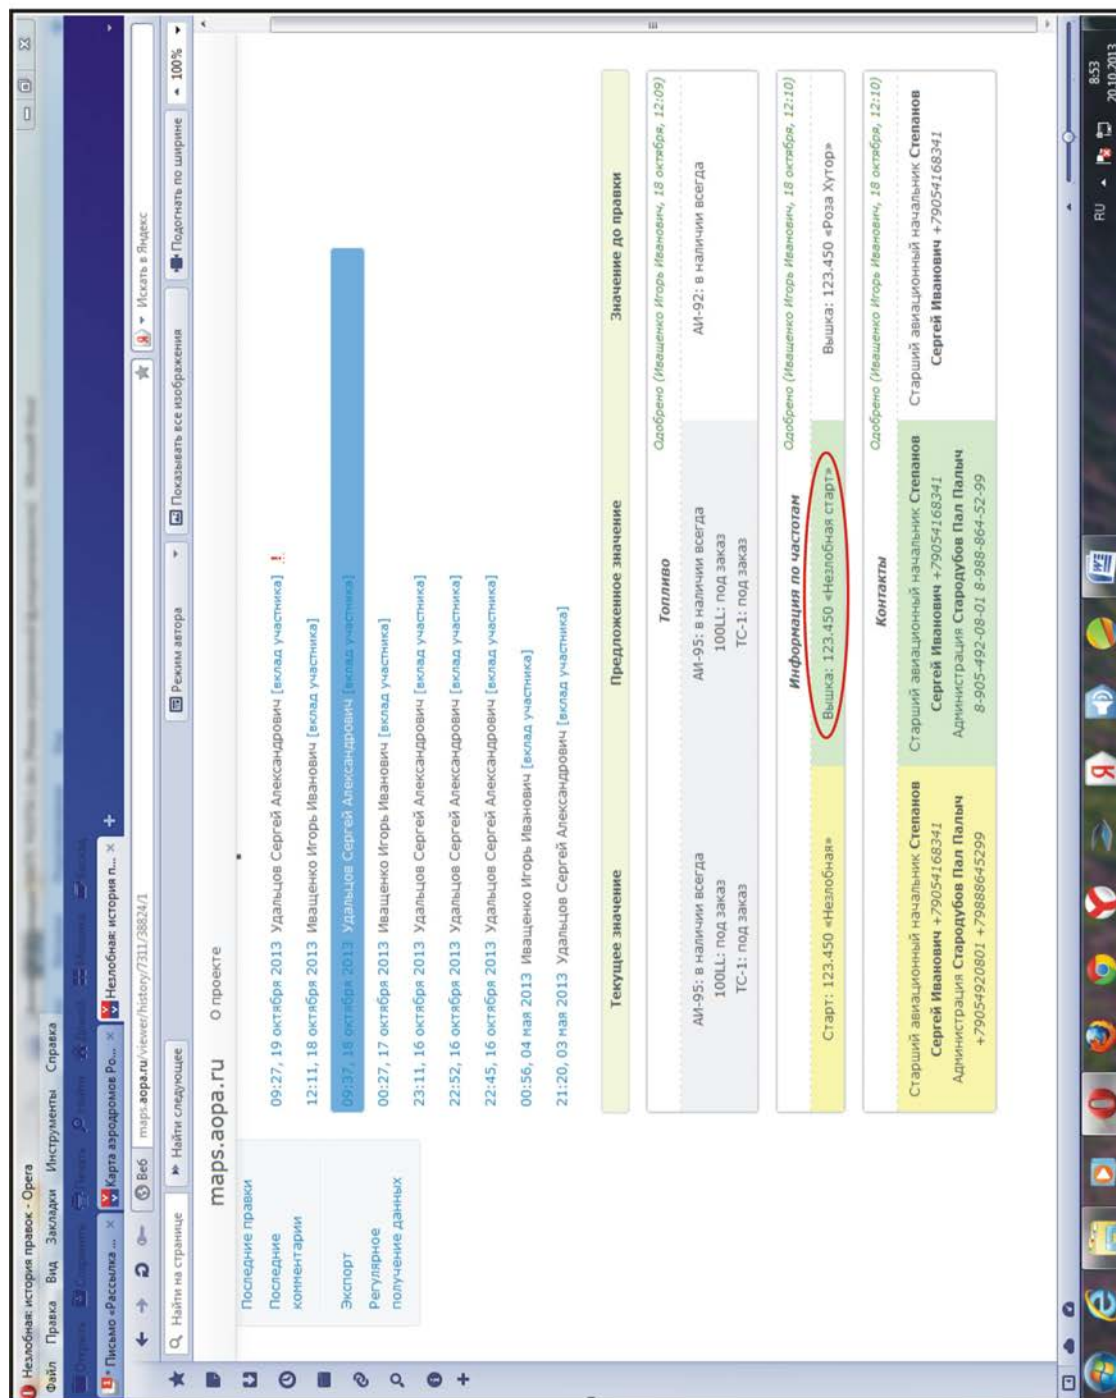 Незлобная: история правок - Opera
Файл Правка Вид Закладки Инструменты Справка
Открыть Сохранить Печать Найти Домой Мозаика Каскад
* Письмо «Рассылка ... × Карта аэродромов Ро... × Незлобная: история п... × +
Веб maps.aopa.ru/viewer/history/7311/38824/1 Искать в Яндекс
Найти на странице Найти следующее Режим автора Показывать все изображения Подогнать по ширине 100%
maps.aopa.ru О проекте
Последние правки
Последние
комментарии
Экспорт
Регулярное
получение данных
09:27, 19 октября 2013 Удальцов Сергей Александрович [вклад участника] !
12:11, 18 октября 2013 Иващенко Игорь Иванович [вклад участника]
09:37, 18 октября 2013 Удальцов Сергей Александрович [вклад участника]
00:27, 17 октября 2013 Иващенко Игорь Иванович [вклад участника]
23:11, 16 октября 2013 Удальцов Сергей Александрович [вклад участника]
22:52, 16 октября 2013 Удальцов Сергей Александрович [вклад участника]
22:45, 16 октября 2013 Удальцов Сергей Александрович [вклад участника]
00:56, 04 мая 2013 Иващенко Игорь Иванович [вклад участника]
21:20, 03 мая 2013 Удальцов Сергей Александрович [вклад участника]
Текущее значение Предложенное значение Значение до правки
Топливо Одобрено (Иващенко Игорь Иванович, 18 октября, 12:09)
АИ-95: в наличии всегда АИ-95: в наличии всегда АИ-92: в наличии всегда
100LL: под заказ 100LL: под заказ
ТС-1: под заказ ТС-1: под заказ
Информация по частотам Одобрено (Иващенко Игорь Иванович, 18 октября, 12:10)
Старт: 123.450 «Незлобная» Вышка: 123.450 «Незлобная старт» Вышка: 123.450 «Роза Хутор»
Контакты Одобрено (Иващенко Игорь Иванович, 18 октября, 12:10)
Старший авиационный начальник Степанов Старший авиационный начальник Степанов Старший авиационный начальник Степанов
Сергей Иванович +79054168341 Сергей Иванович +79054168341 Сергей Иванович +79054168341
Администрация Стародубов Пал Палыч Администрация Стародубов Пал Палыч
+79054920801 +79888645299 8-905-492-08-01 8-988-864-52-99
RU 8:53
20.10.2013